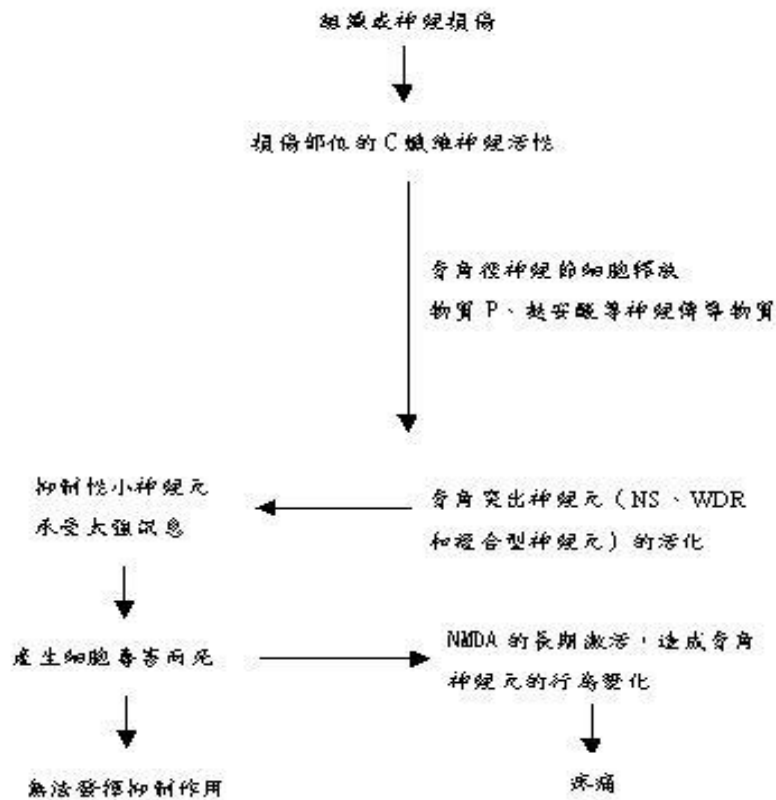 組織或神經損傷
損傷部位的C纖維神經活性
脊角徑神經節細胞釋放
物質P、麩安酸等神經傳導物質
抑制性小神經元
承受太強訊息
脊角突出神經元(NS、WDR
和複合型神經元)的活化
產生細胞毒害而死
NMDA的長期激活,造成脊角
神經元的行為變化
無法發揮抑制作用
疼痛